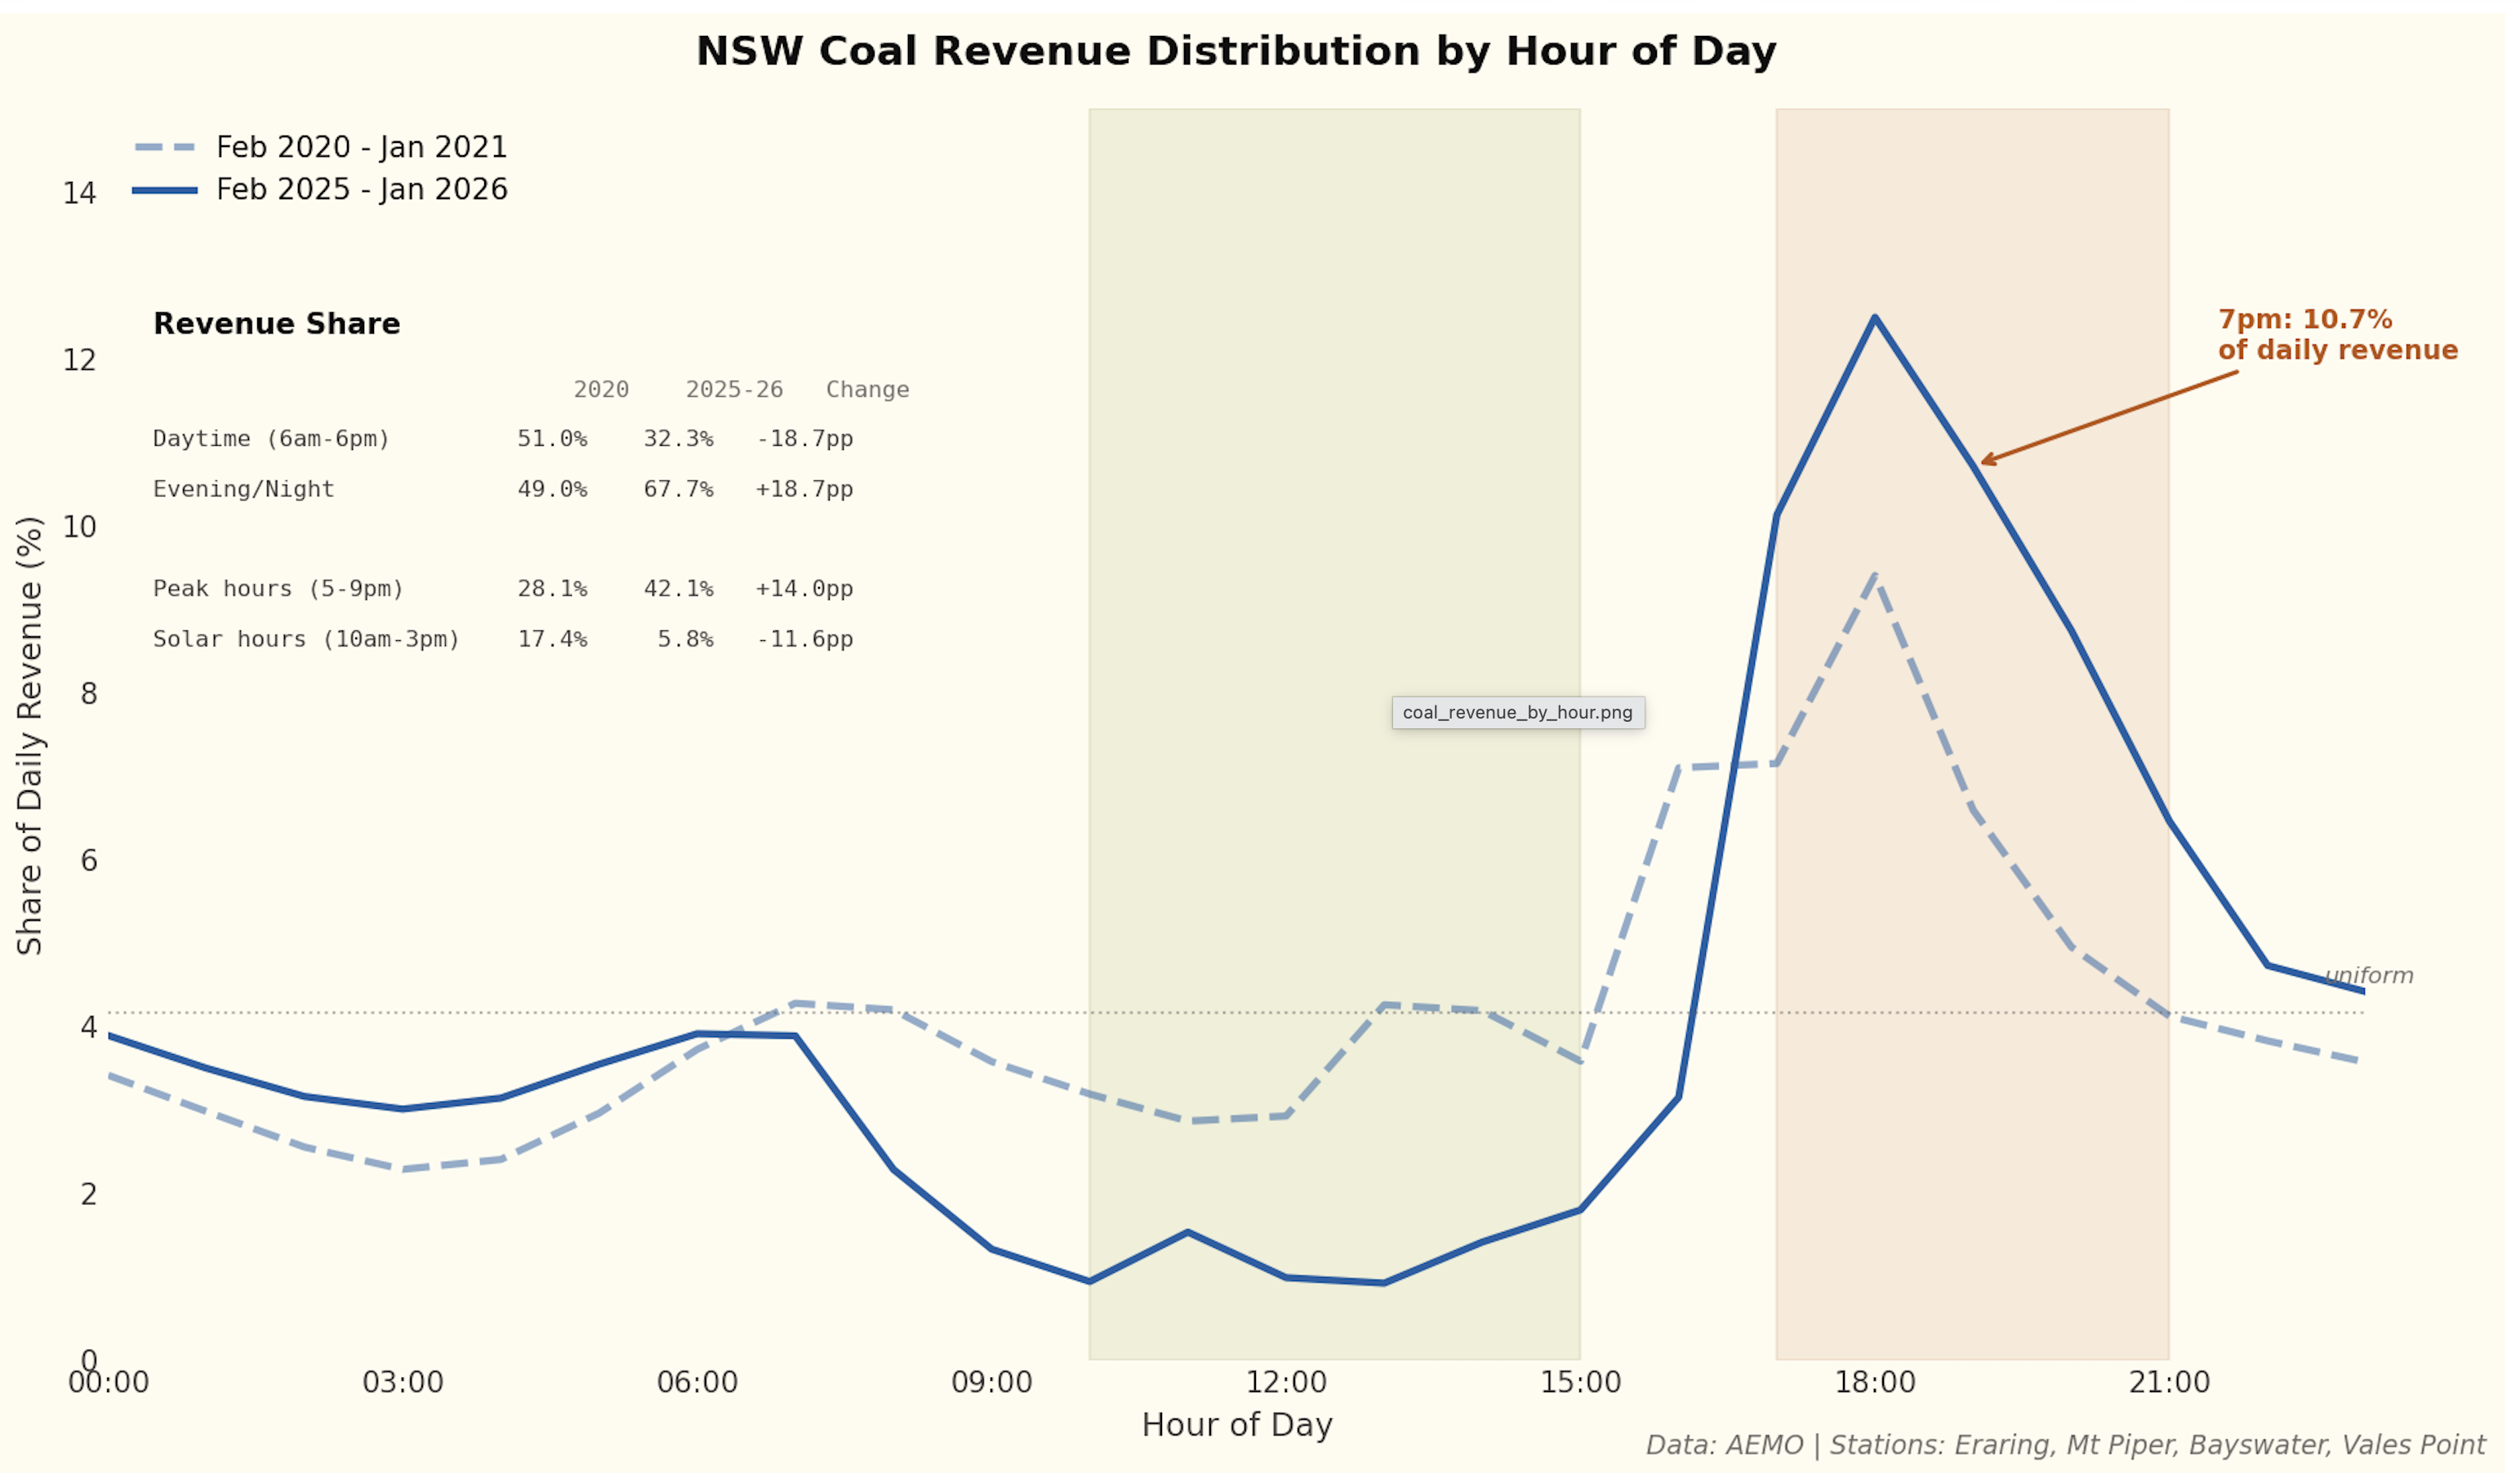 NSW Coal Revenue Distribution by Hour of Day
Feb 2020 - Jan 2021
Feb 2025 - Jan 2026
Revenue Share
2020 2025-26 Change
Daytime (6am-6pm) 51.0% 32.3% -18.7pp
Evening/Night 49.0% 67.7% +18.7pp
Peak hours (5-9pm) 28.1% 42.1% +14.0pp
Solar hours (10am-3pm) 17.4% 5.8% -11.6pp
7pm: 10.7%
of daily revenue
coal_revenue_by_hour.png
uniform
Share of Daily Revenue (%)
14
12
10
8
6
4
2
0
00:00 03:00 06:00 09:00 12:00 15:00 18:00 21:00
Hour of Day
Data: AEMO | Stations: Eraring, Mt Piper, Bayswater, Vales Point